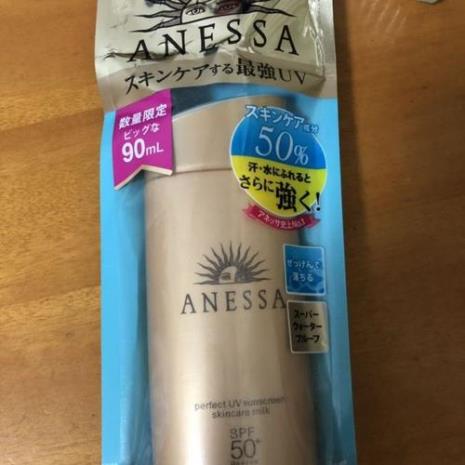 ANESSA
スキンケアする最強UV
数量限定
ビッグな
90mL
スキンケア成分
50%
汗・水にふれると
さらに強く!
アネッサ史上No.1
せっけんで
落ちる
スーパー
ウォーター
プルーフ
ANESSA
perfect UV sunscreen
skincare milk
SPF
50+